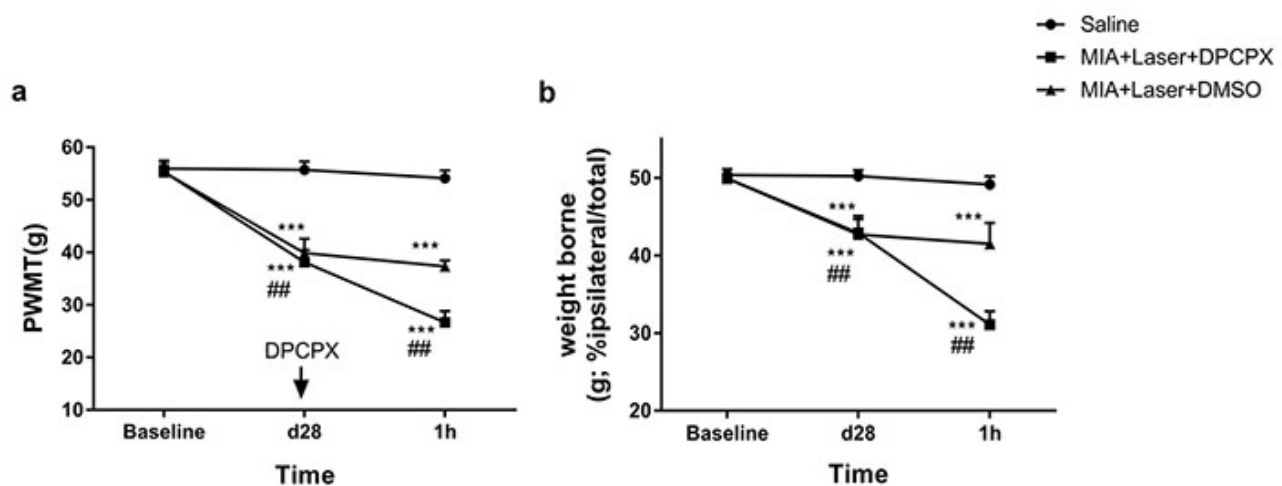 Saline
MIA+Laser+DPCPX
MIA+Laser+DMSO
a
PWMT(g)
60
50
40
30
20
10
***
***
##
***
***
##
DPCPX
Baseline d28 1h
Time
b
weight borne
(g; %ipsilateral/total)
50
40
30
20
***
***
##
***
***
##
Baseline d28 1h
Time